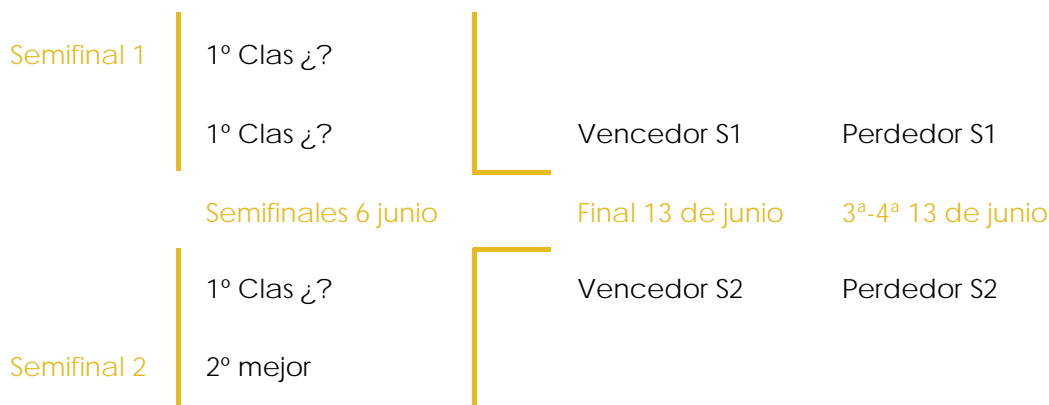 Semifinal 1 1º Clas ¿?
1º Clas ¿? Vencedor S1 Perdedor S1
Semifinales 6 junio Final 13 de junio 3ª-4ª 13 de junio
1º Clas ¿? Vencedor S2 Perdedor S2
Semifinal 2 2º mejor